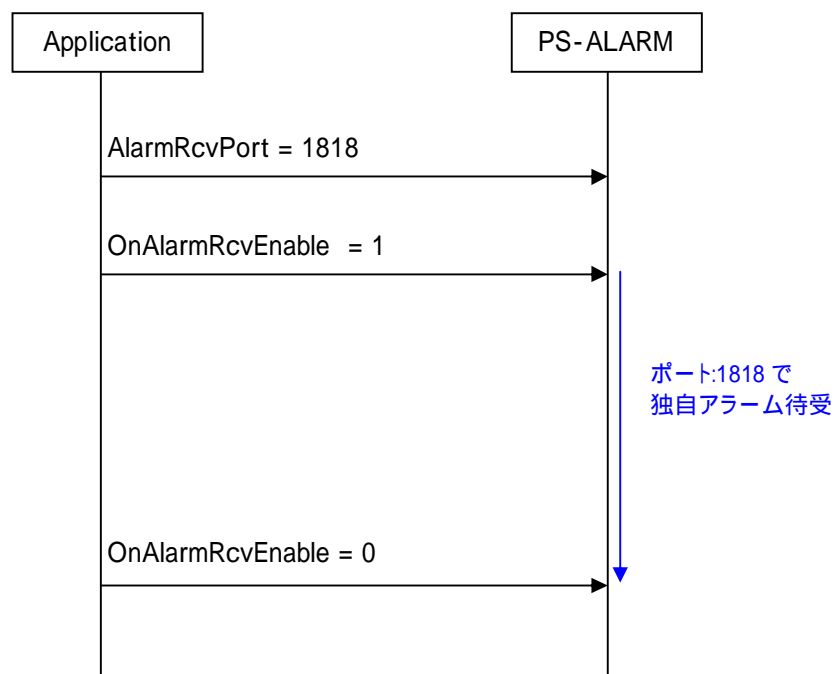 Application
PS-ALARM
AlarmRcvPort = 1818
OnAlarmRcvEnable = 1
ポート:1818 で
独自アラーム待受
OnAlarmRcvEnable = 0